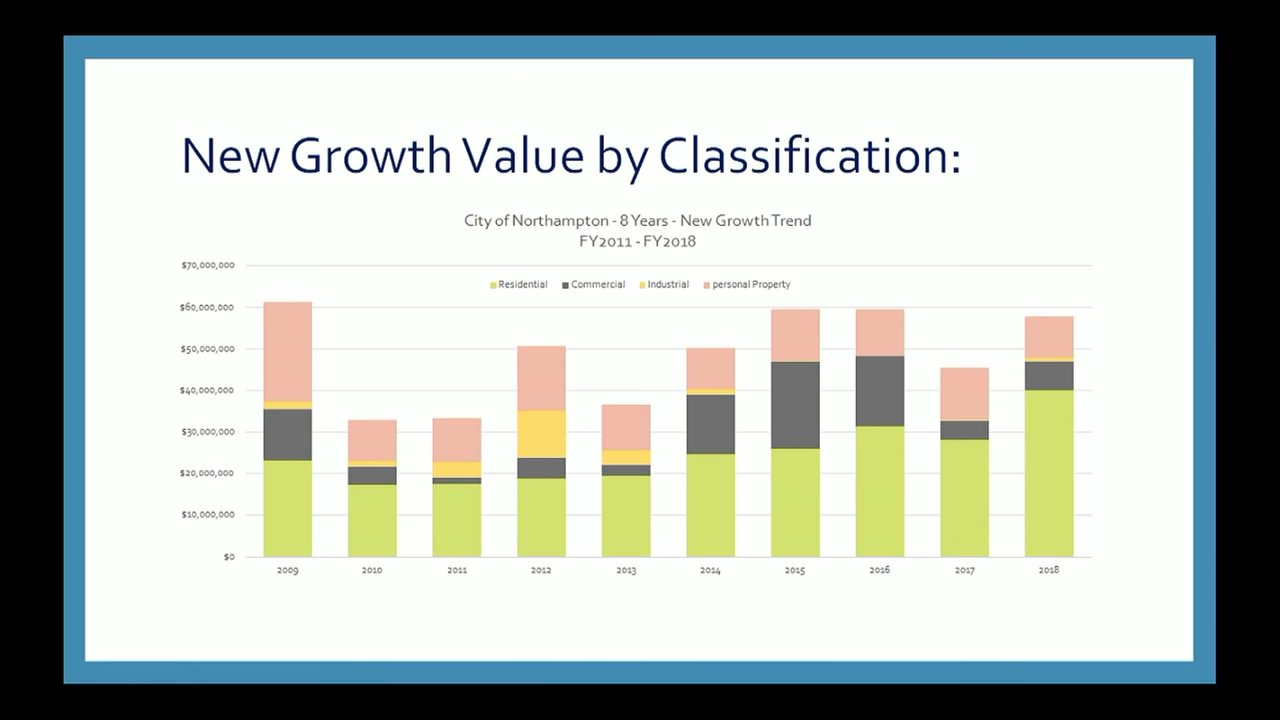 New Growth Value by Classification:
City of Northampton - 8 Years - New Growth Trend
FY2011 - FY2018
$70,000,000
Residential Commercial Industrial personal Property
$60,000,000
$50,000,000
$40,000,000
$30,000,000
$20,000,000
$10,000,000
$0
2009 2010 2011 2012 2013 2014 2015 2016 2017 2018